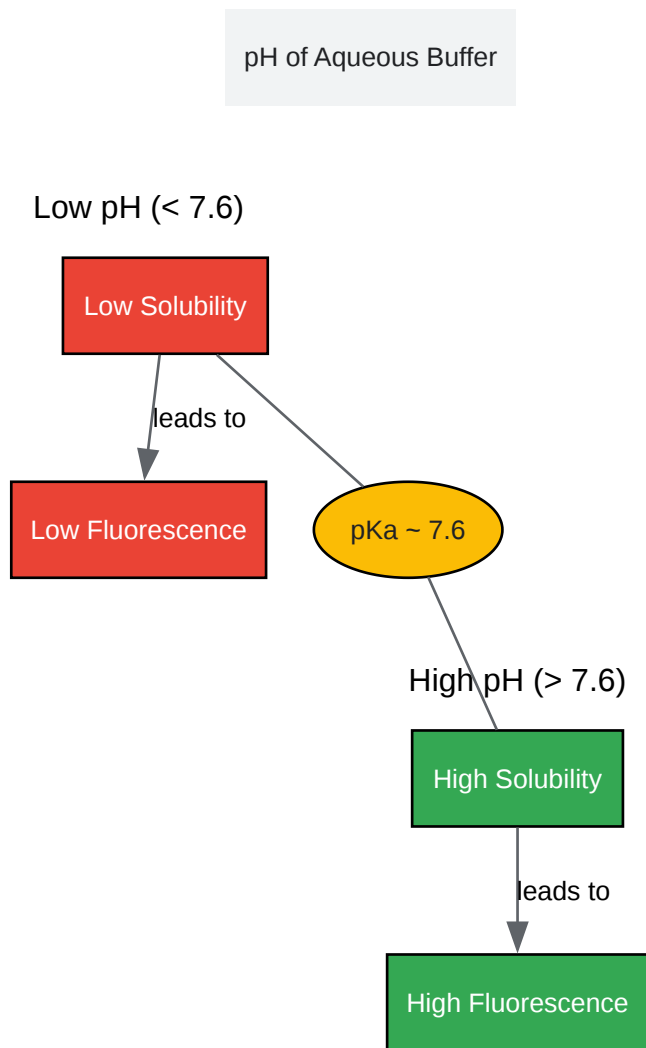 pH of Aqueous Buffer
Low pH (< 7.6)
Low Solubility
leads to
Low Fluorescence
pKa ~ 7.6
High pH (> 7.6)
High Solubility
leads to
High Fluorescence